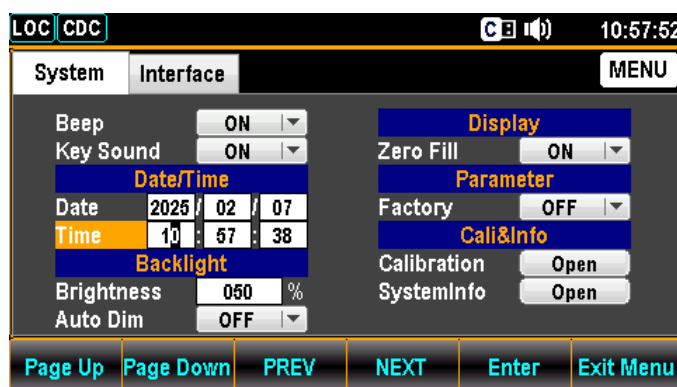 LOC CDC C 10:57:52
System Interface MENU
Beep ON
Key Sound ON
Date/Time
Date 2025 / 02 / 07
Time 10 : 57 : 38
Backlight
Brightness 050 %
Auto Dim OFF
Display
Zero Fill ON
Parameter
Factory OFF
Cali&Info
Calibration Open
SystemInfo Open
Page Up Page Down PREV NEXT Enter Exit Menu